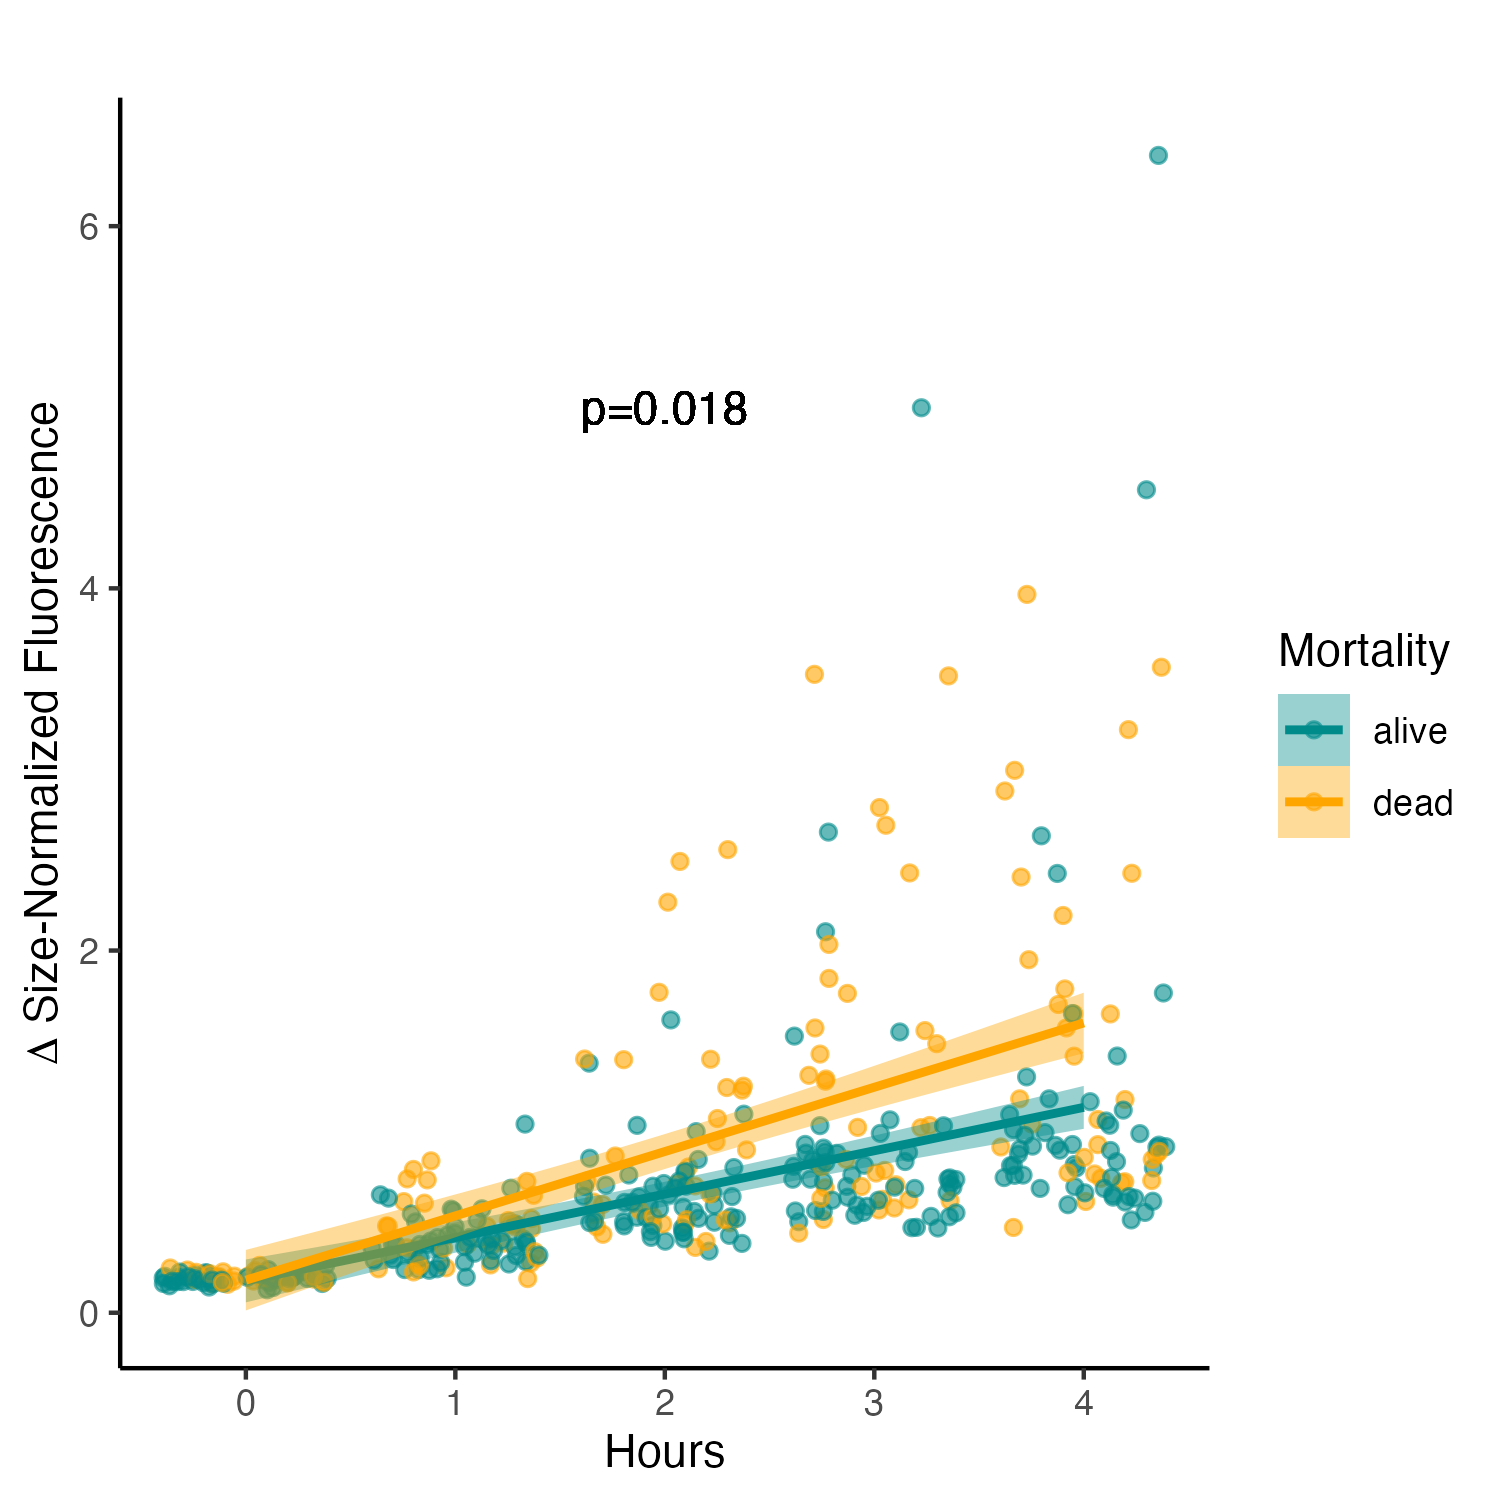 6
4
2
0
Δ Size-Normalized Fluorescence
p=0.018
0 1 2 3 4
Hours
Mortality
alive
dead